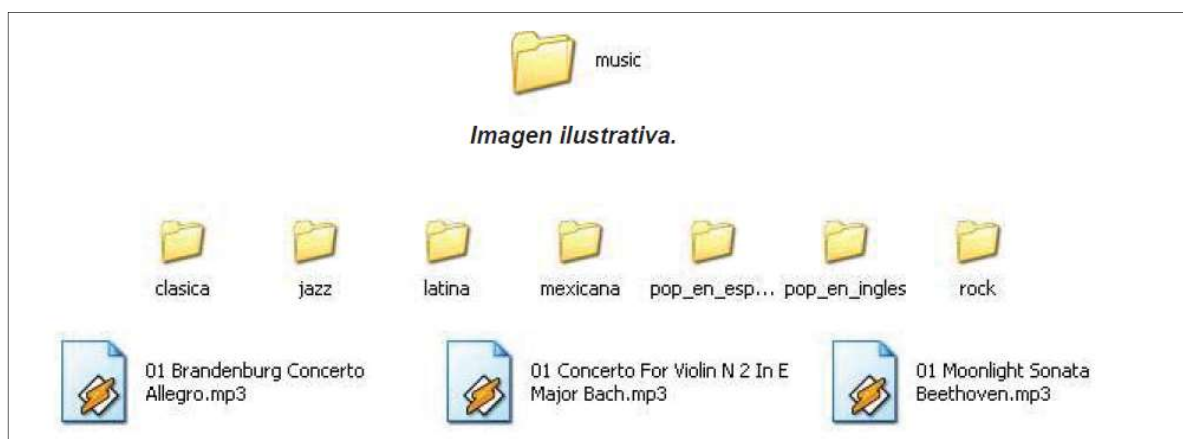 music
Imagen ilustrativa.
clasica
jazz
latina
mexicana
pop_en_esp...
pop_en_ingles
rock
01 Brandenburg Concerto
Allegro.mp3
01 Concerto For Violin N 2 In E
Major Bach.mp3
01 Moonlight Sonata
Beethoven.mp3